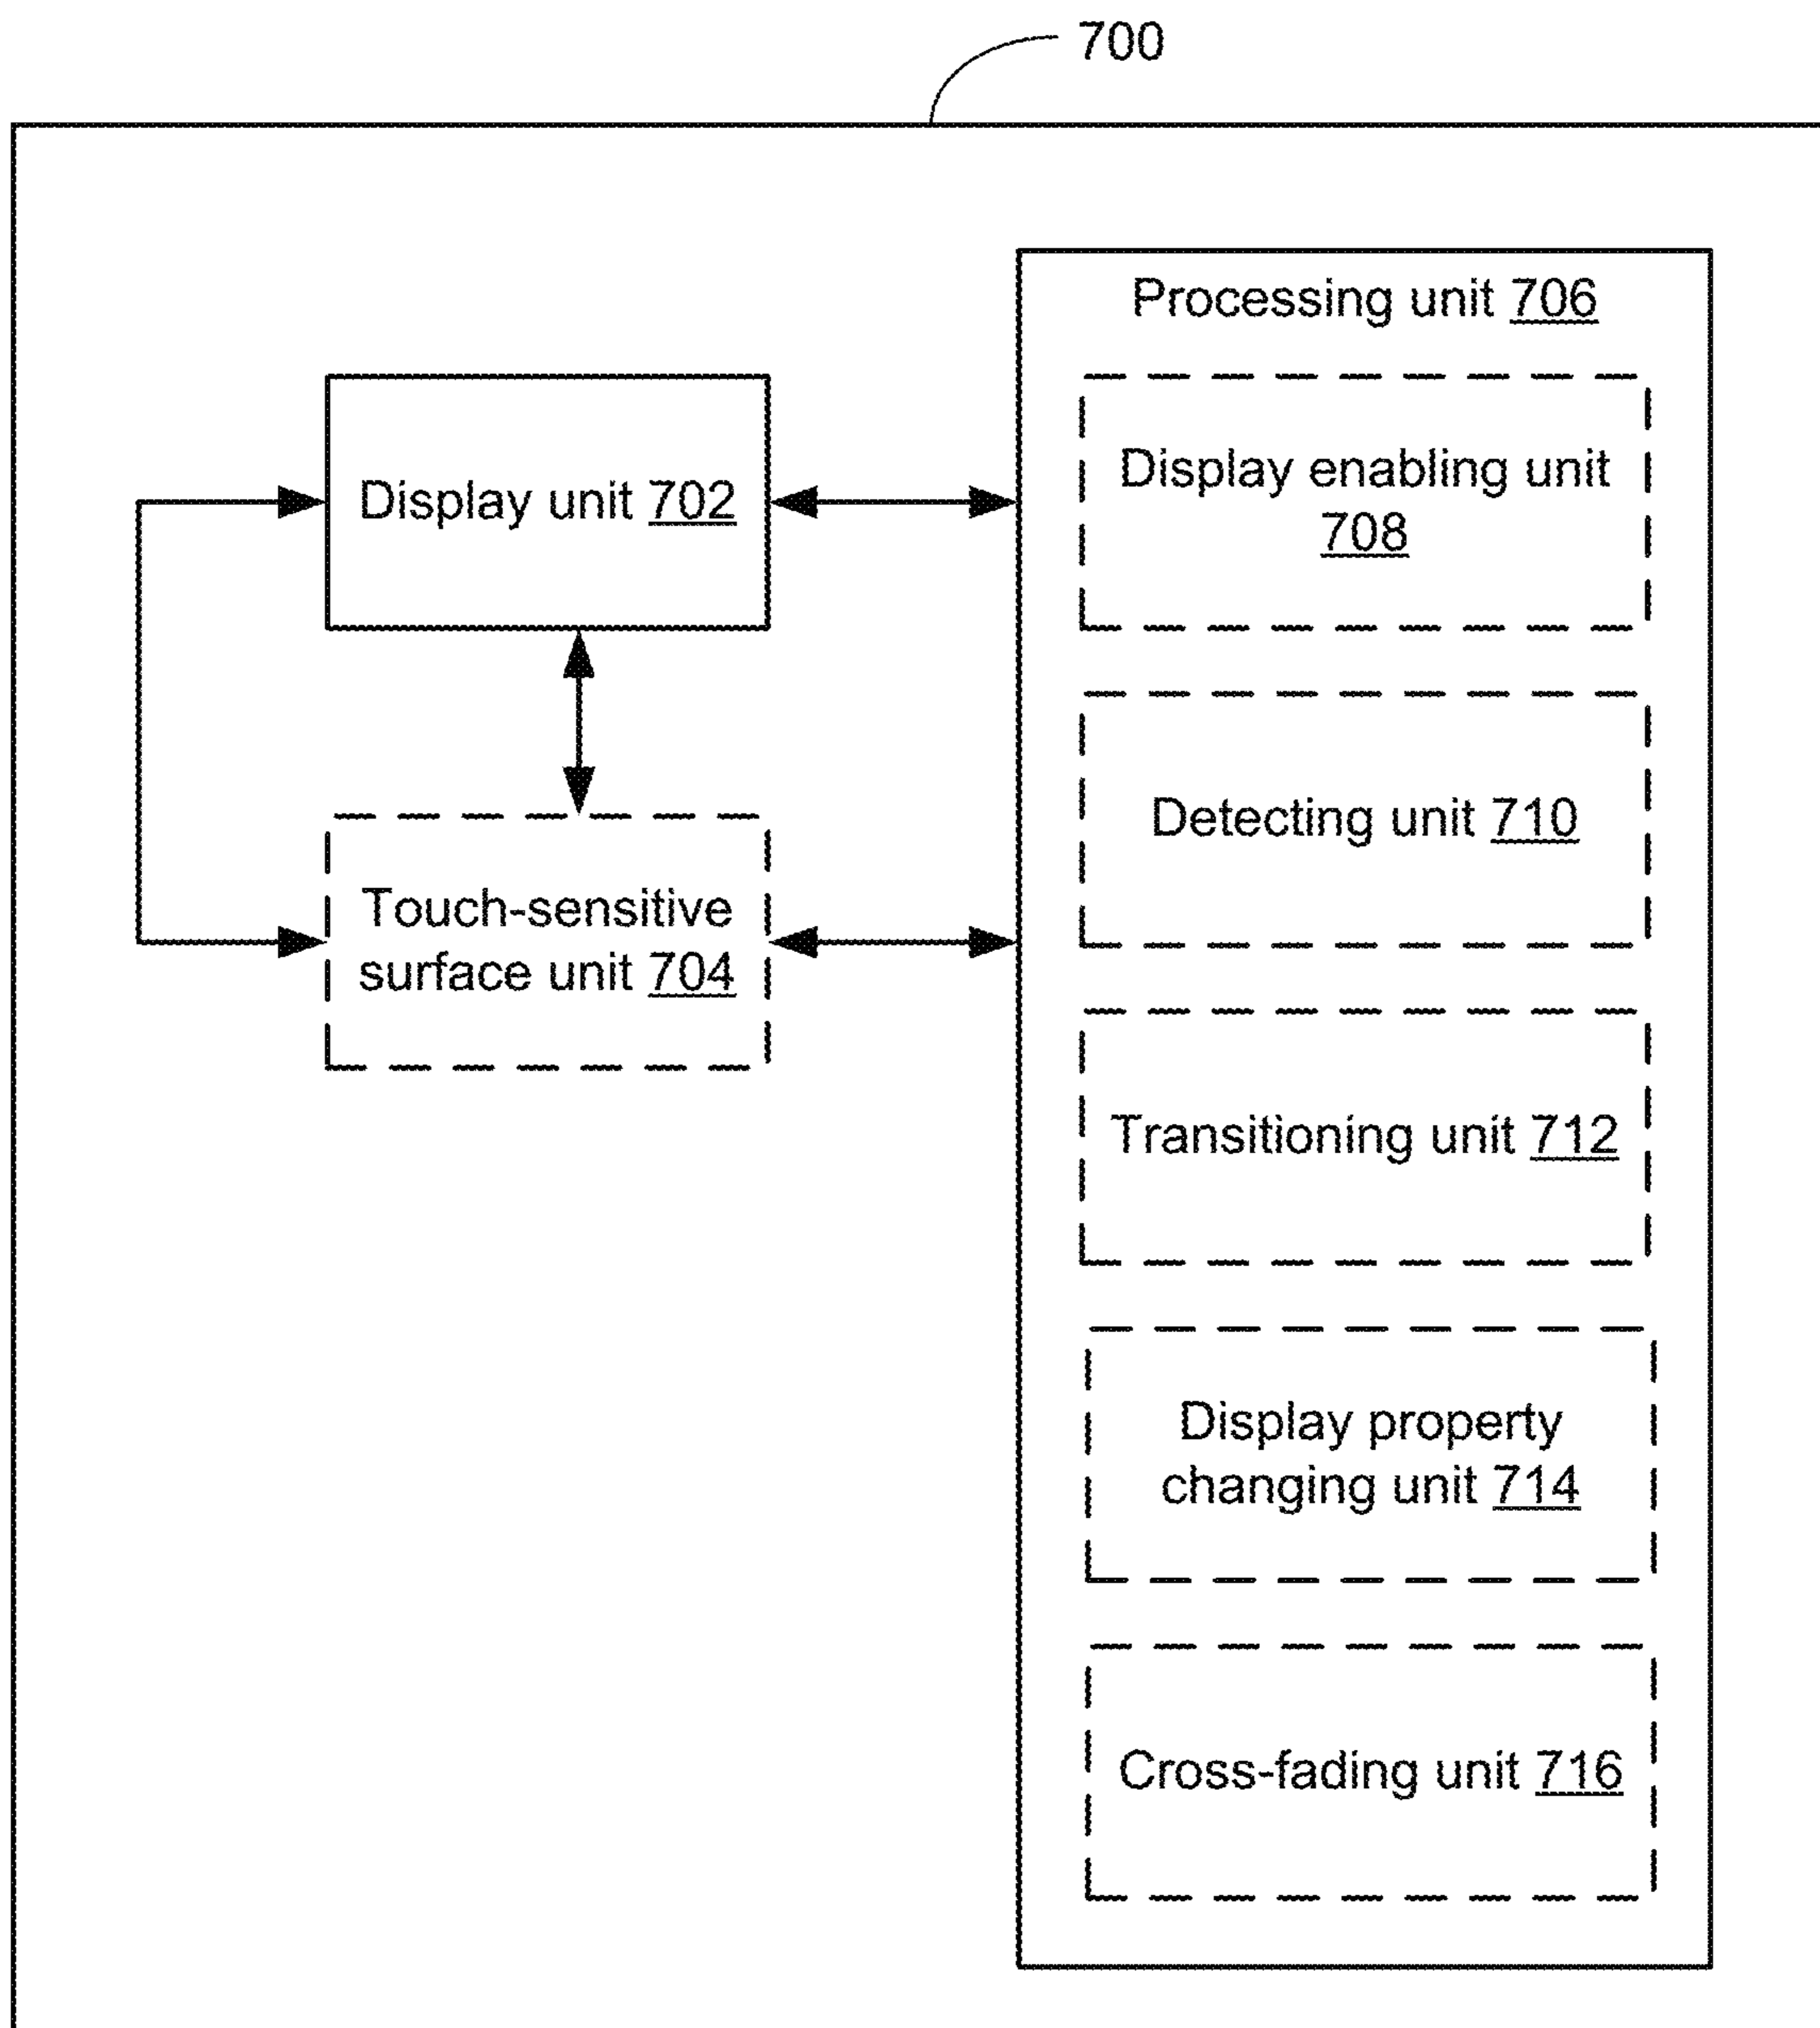 700
Processing unit 706
Display enabling unit
708
Display unit 702
Detecting unit 710
Touch-sensitive
surface unit 704
Transitioning unit 712
Display property
changing unit 714
Cross-fading unit 716